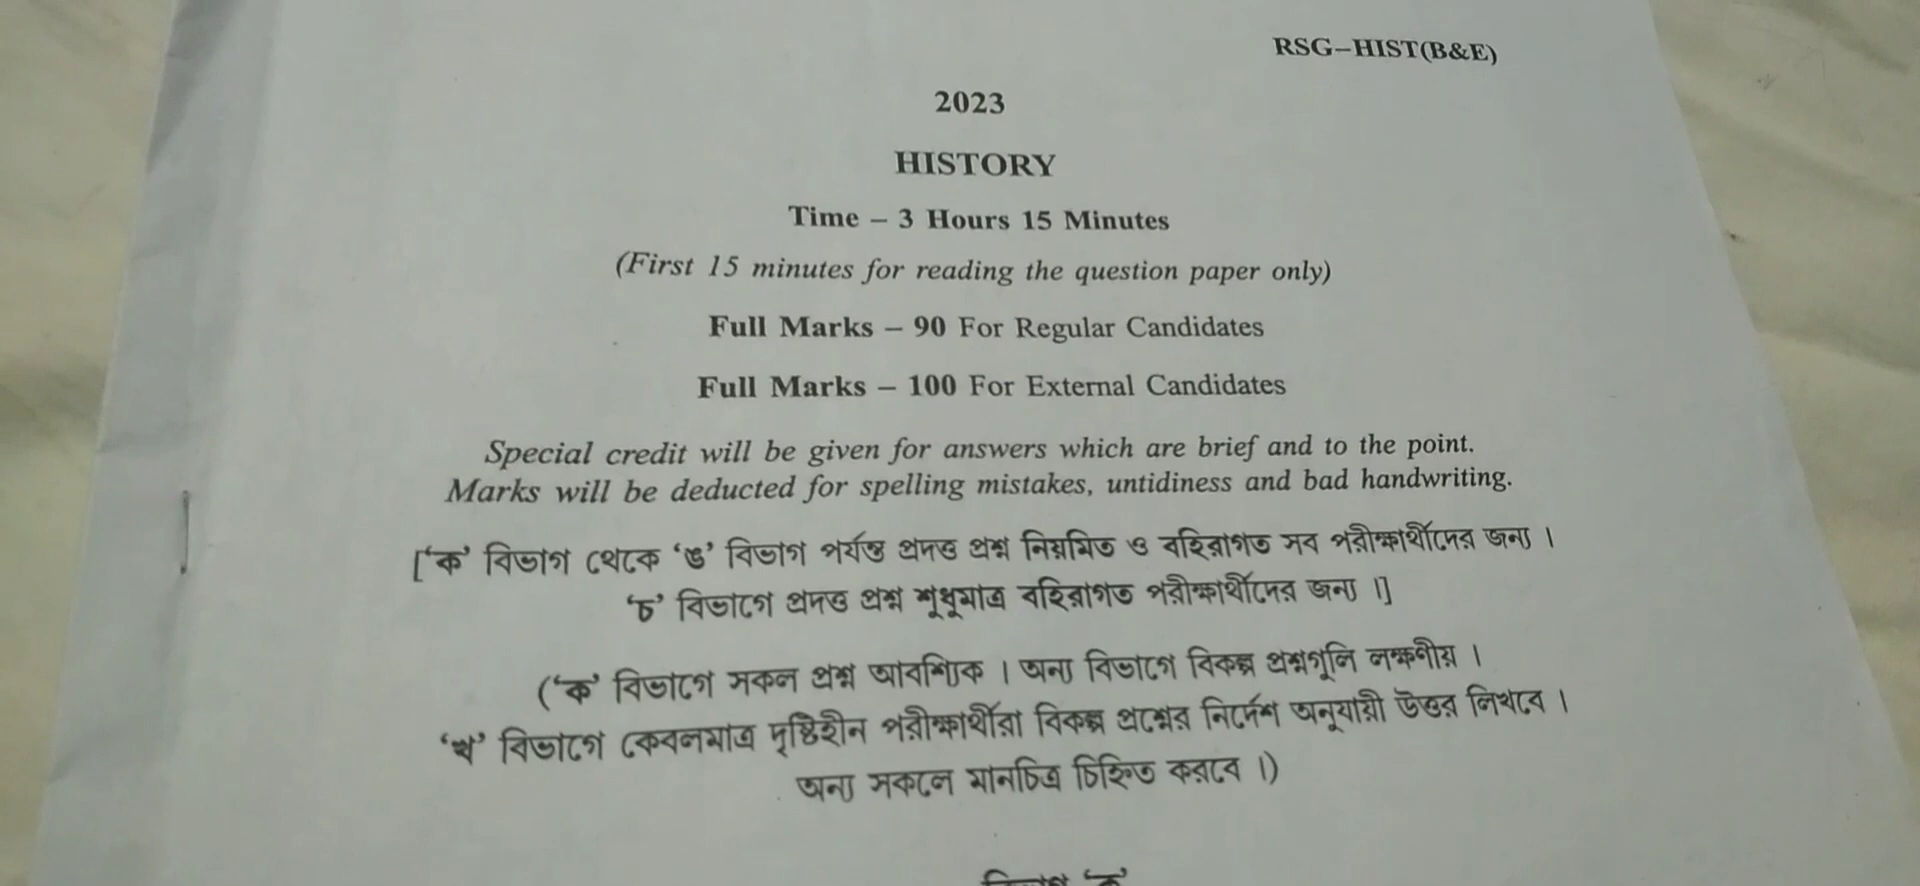 RSG–HIST(B&E)
2023
HISTORY
Time – 3 Hours 15 Minutes
(First 15 minutes for reading the question paper only)
Full Marks – 90 For Regular Candidates
Full Marks – 100 For External Candidates
Special credit will be given for answers which are brief and to the point.
Marks will be deducted for spelling mistakes, untidiness and bad handwriting.
[‘ক’ বিভাগ থেকে ‘ঙ’ বিভাগ পর্যন্ত প্রদত্ত প্রশ্ন নিয়মিত ও বহিরাগত সব পরীক্ষার্থীদের জন্য ।
‘চ’ বিভাগে প্রদত্ত প্রশ্ন শুধুমাত্র বহিরাগত পরীক্ষার্থীদের জন্য ।]
(‘ক’ বিভাগে সকল প্রশ্ন আবশ্যিক । অন্য বিভাগে বিকল্প প্রশ্নগুলি লক্ষণীয় ।
‘খ’ বিভাগে কেবলমাত্র দৃষ্টিহীন পরীক্ষার্থীরা বিকল্প প্রশ্নের নির্দেশ অনুযায়ী উত্তর লিখবে ।
অন্য সকলে মানচিত্র চিহ্নিত করবে ।)
বিভাগ ‘ক’